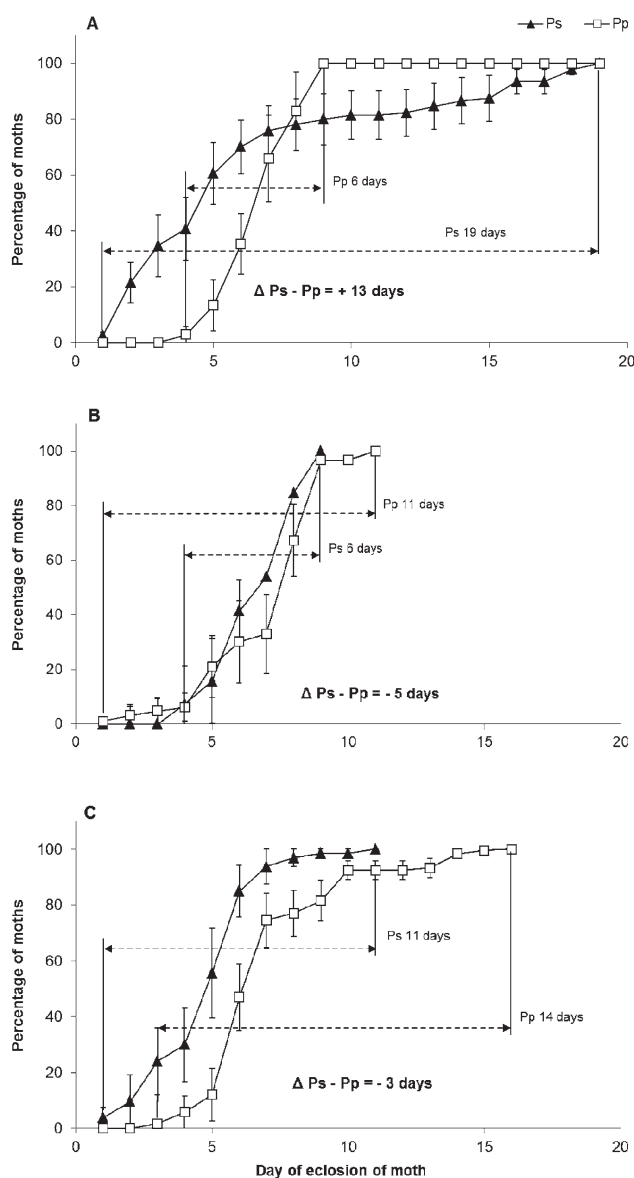 A
Ps Pp
Percentage of moths
100
80
60
40
20
0
Pp 6 days
Ps 19 days
Δ Ps - Pp = + 13 days
0 5 10 15 20
B
Percentage of moths
100
80
60
40
20
0
Pp 11 days
Ps 6 days
Δ Ps - Pp = - 5 days
0 5 10 15 20
C
Percentage of moths
100
80
60
40
20
0
Ps 11 days
Pp 14 days
Δ Ps - Pp = - 3 days
0 5 10 15 20
Day of eclosion of moth